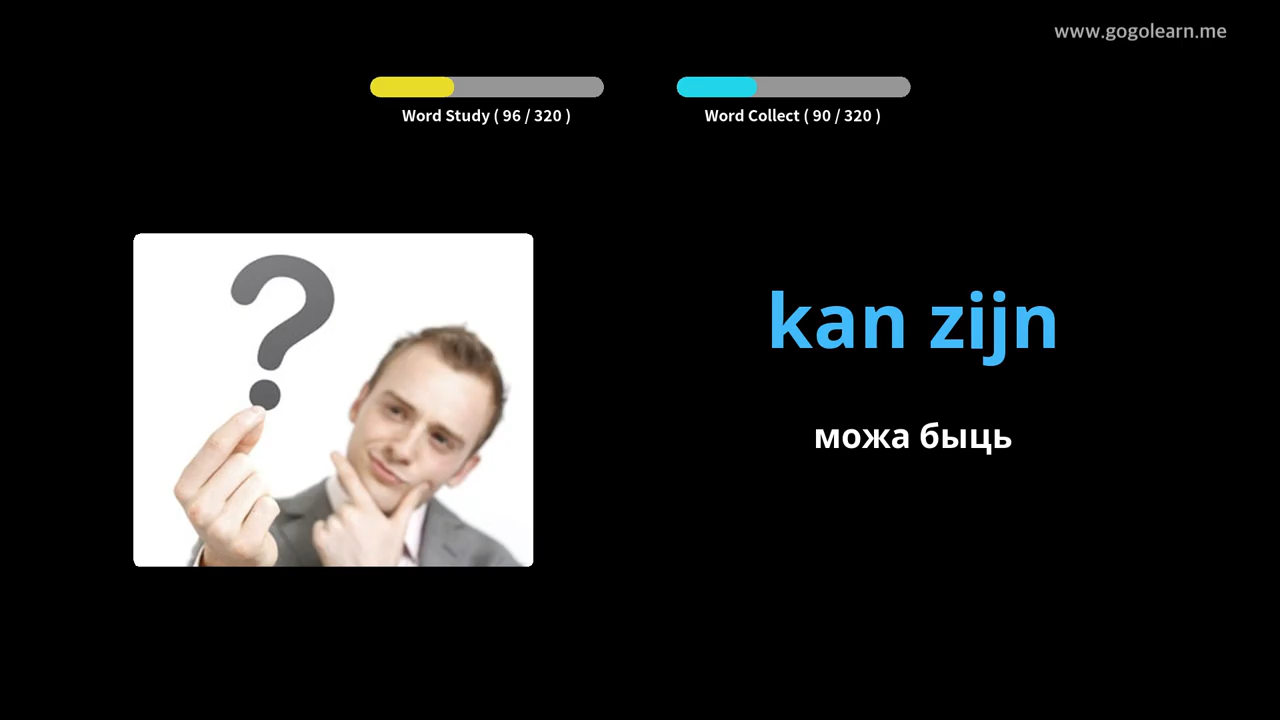 www.gogolearn.me
Word Study ( 96 / 320 )
Word Collect ( 90 / 320 )
kan zijn
можа быць